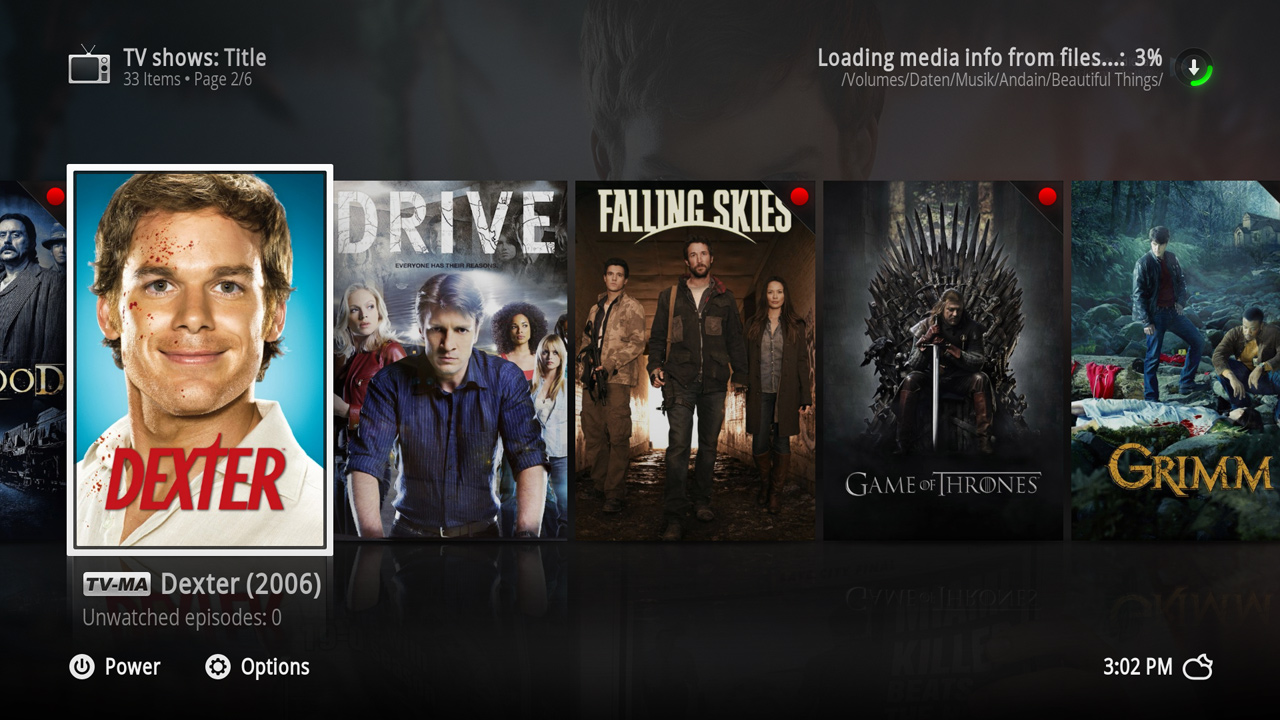 TV shows: Title
33 Items • Page 2/6
Loading media info from files...: 3%
/Volumes/Daten/Musik/Andain/Beautiful Things/
OOD
DEXTER
DRIVE
EVERYONE HAS THEIR REASONS.
FALLING SKIES
GAME OF THRONES
GRIMM
TV-MA Dexter (2006)
Unwatched episodes: 0
Power
Options
3:02 PM